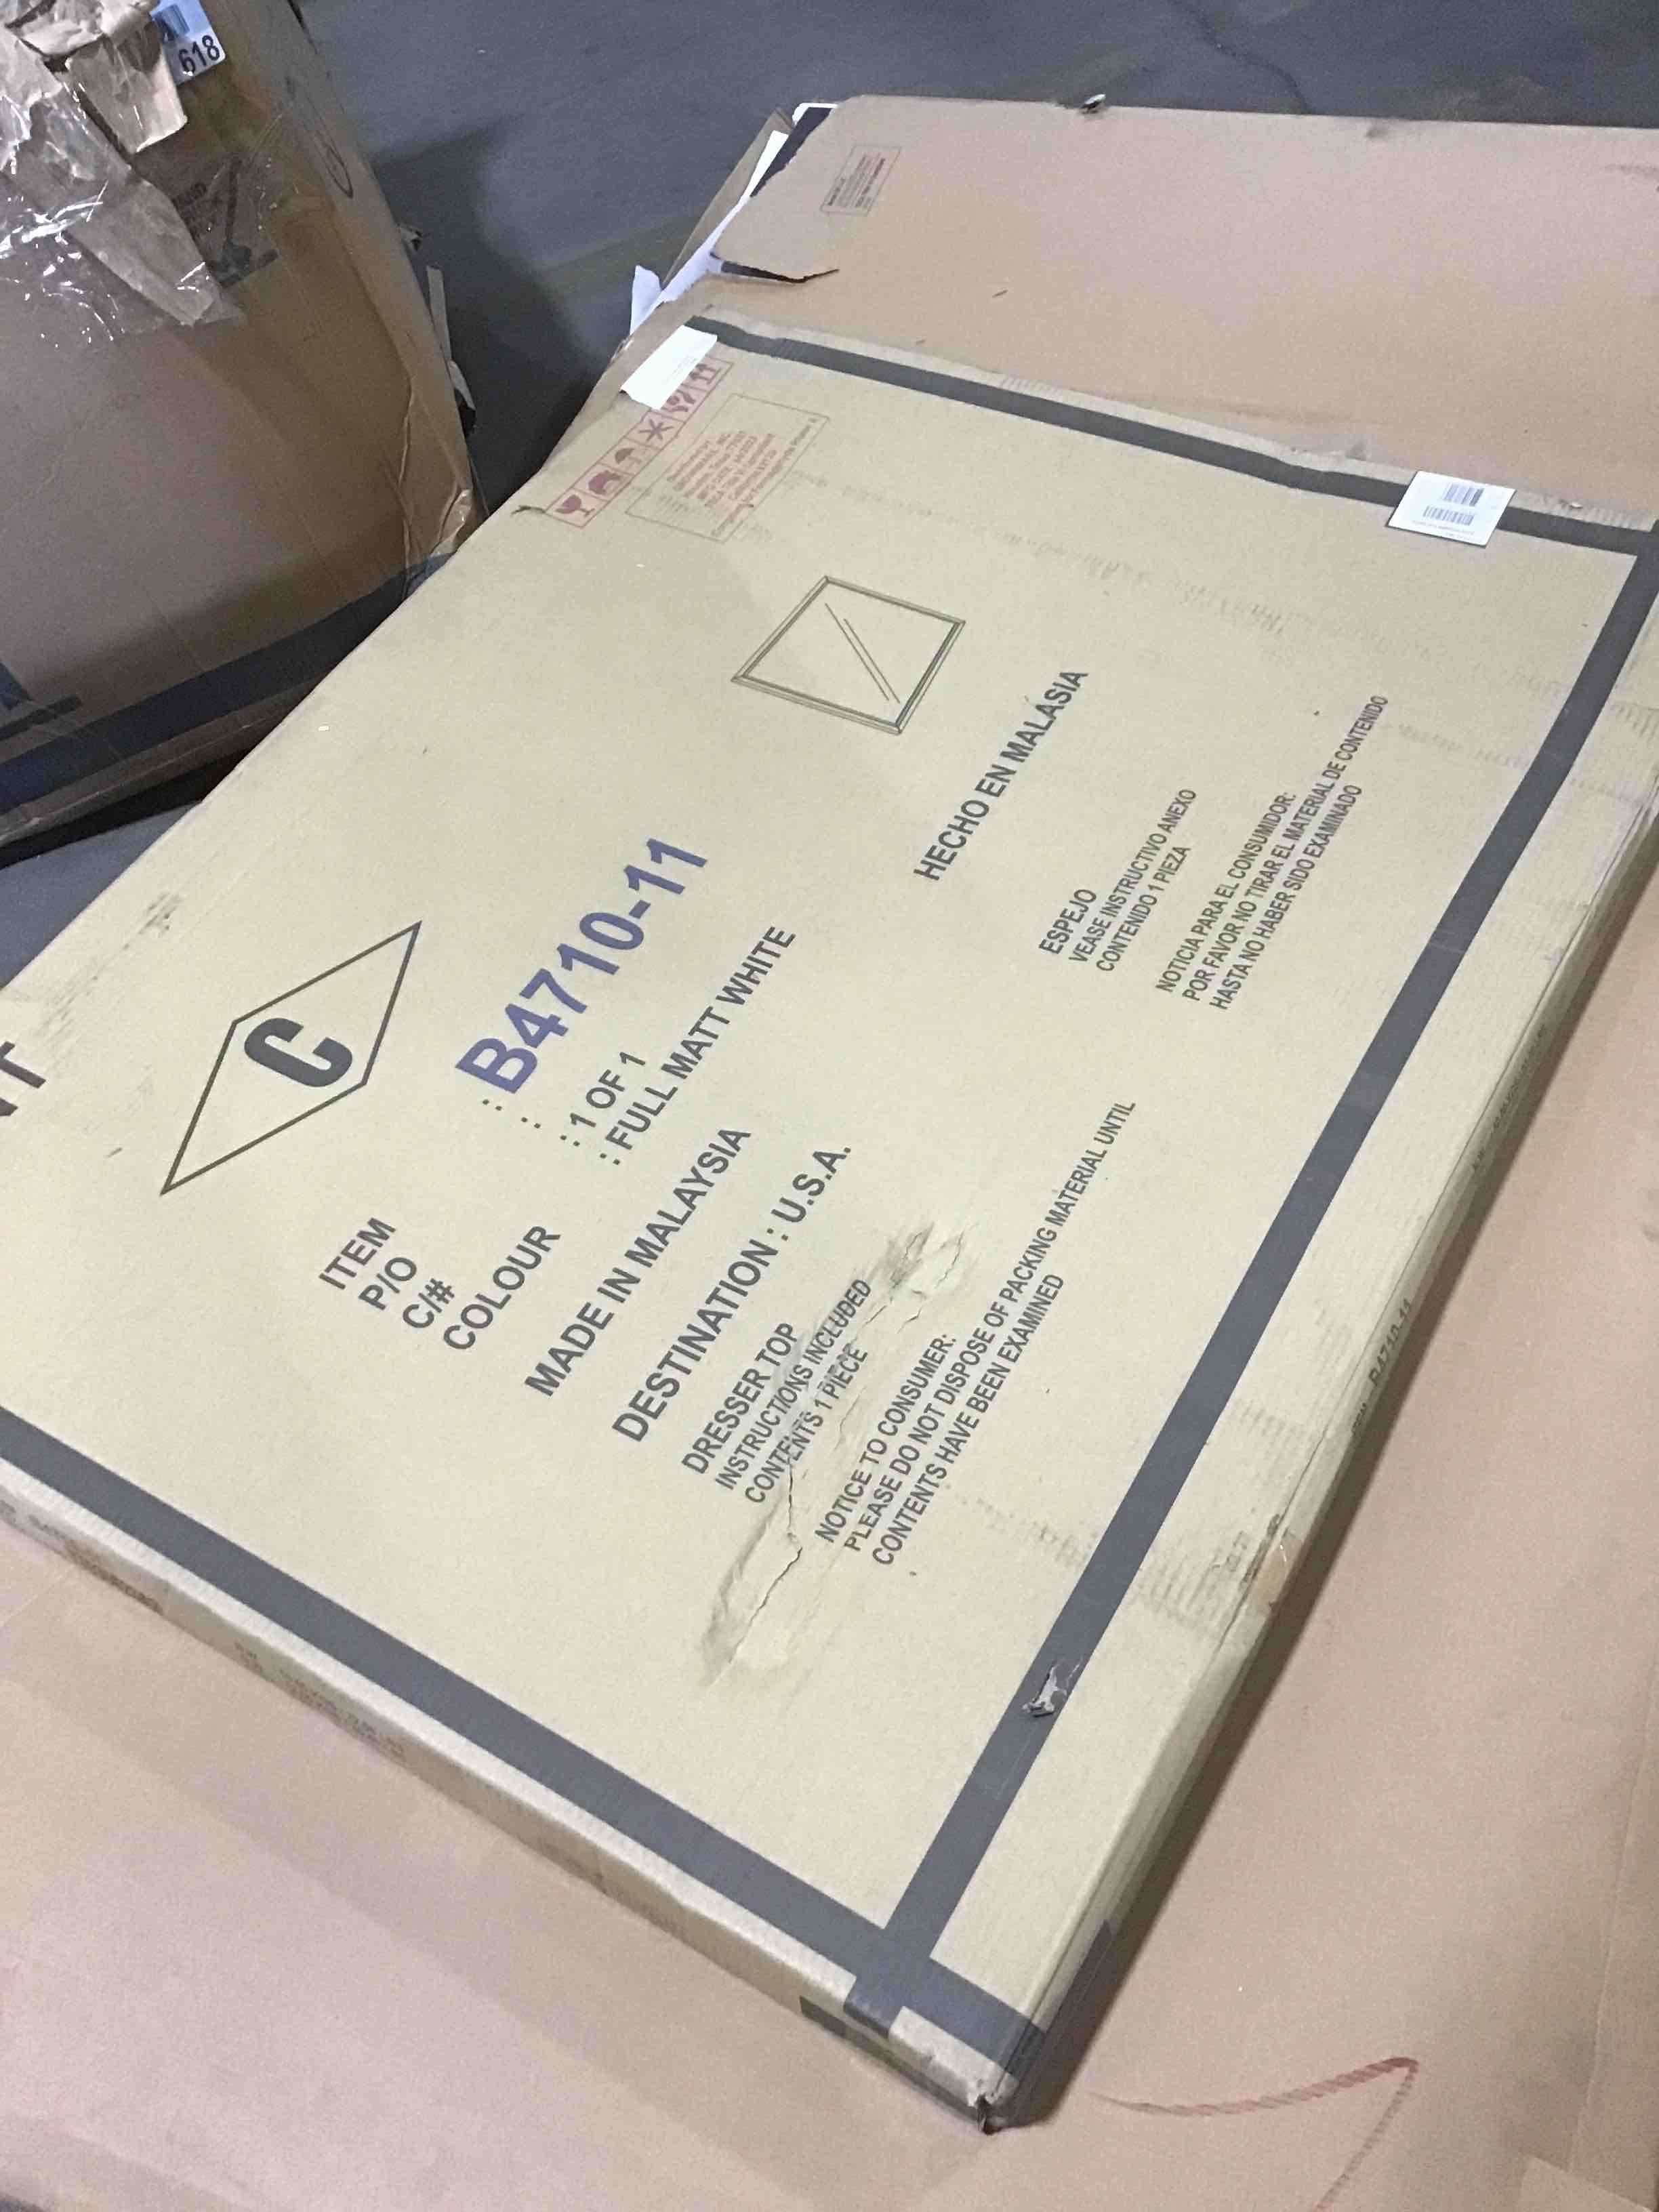 618
C
ITEM : B4710-11
P/O :
C/# : 1 OF 1
COLOUR : FULL MATT WHITE
MADE IN MALAYSIA
DESTINATION : U.S.A.
DRESSER TOP
INSTRUCTIONS INCLUDED
CONTENTS 1 PIECE
NOTICE TO CONSUMER:
PLEASE DO NOT DISPOSE OF PACKING MATERIAL UNTIL
CONTENTS HAVE BEEN EXAMINED
HECHO EN MALÁSIA
ESPEJO
VEASE INSTRUCTIVO ANEXO
CONTENIDO 1 PIEZA
NOTICIA PARA EL CONSUMIDOR:
POR FAVOR NO TIRAR EL MATERIAL DE CONTENIDO
HASTA NO HABER SIDO EXAMINADO
B4710-11